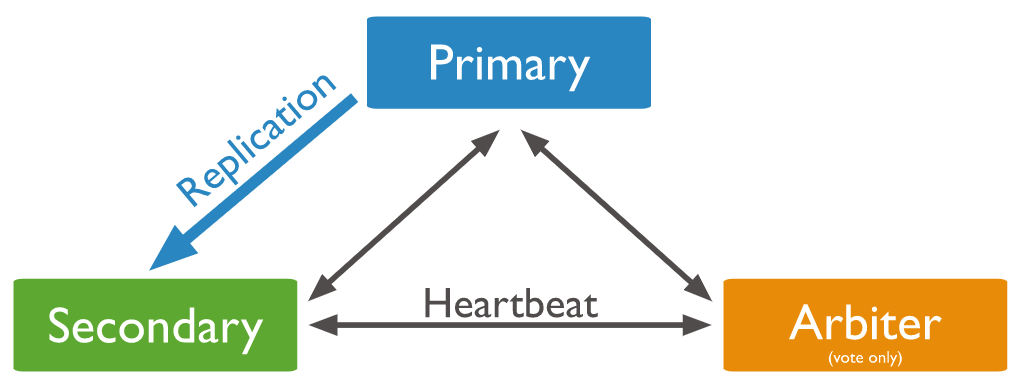 Primary
Replication
Heartbeat
Secondary
Arbiter
(vote only)